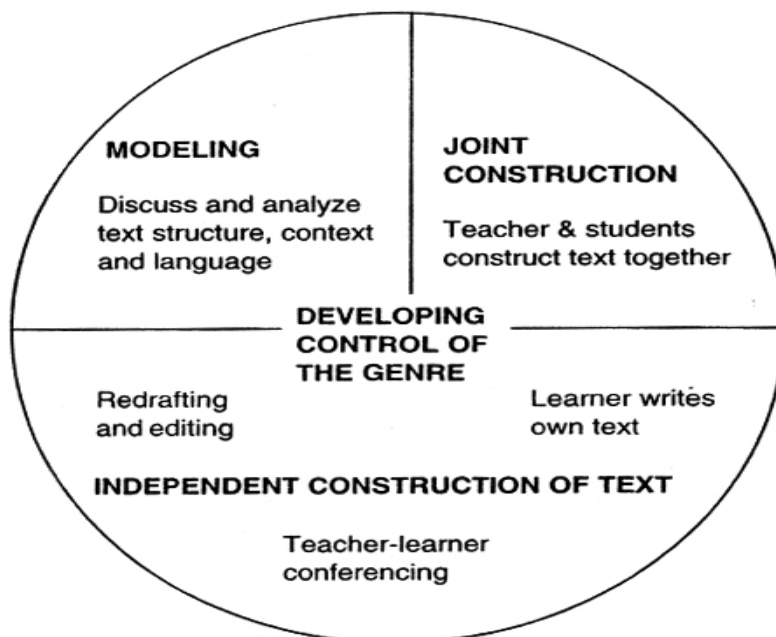 MODELING
Discuss and analyze
text structure, context
and language
JOINT
CONSTRUCTION
Teacher & students
construct text together
DEVELOPING
CONTROL OF
THE GENRE
Redrafting
and editing
Learner writes
own text
INDEPENDENT CONSTRUCTION OF TEXT
Teacher-learner
conferencing